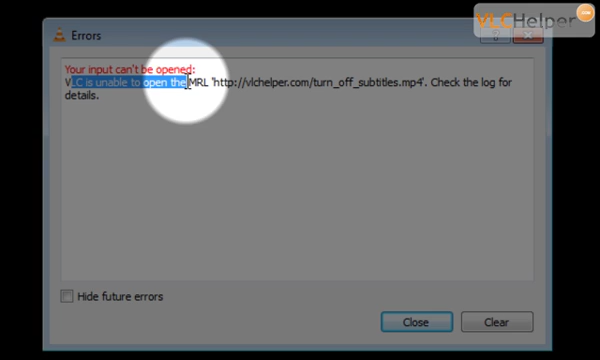 VLCHelper
Errors
Your input can't be opened:
VLC is unable to open the MRL 'http://vlchelper.com/turn_off_subtitles.mp4'. Check the log for
details.
Hide future errors
Close
Clear